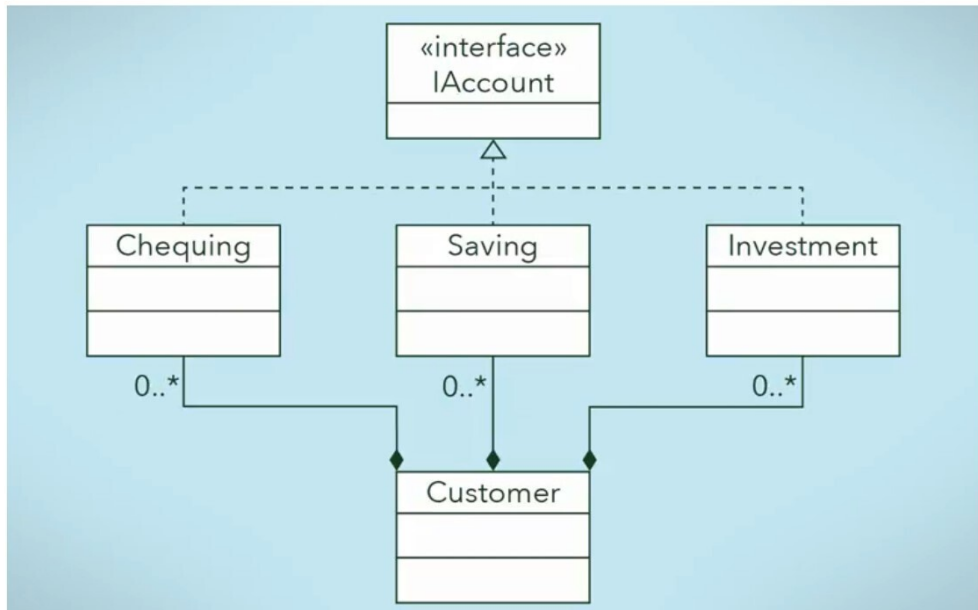 «interface»
IAccount
Chequing
Saving
Investment
0..*
0..*
0..*
Customer